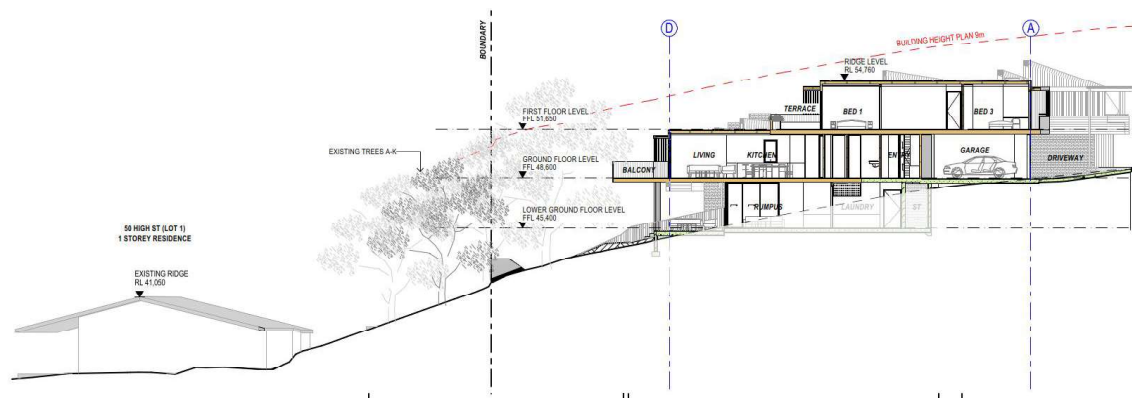 BOUNDARY
D
A
BUILDING HEIGHT PLAN 9m
RIDGE LEVEL
RL 54,760
TERRACE
BED 1
BED 3
FIRST FLOOR LEVEL
FFL 51,650
EXISTING TREES A-K
LIVING
KITCHEN
ENTRY
GARAGE
DRIVEWAY
GROUND FLOOR LEVEL
FFL 48,600
BALCONY
LOWER GROUND FLOOR LEVEL
FFL 45,400
RUMPUS
LAUNDRY
ST
50 HIGH ST (LOT 1)
1 STOREY RESIDENCE
EXISTING RIDGE
RL 41,050